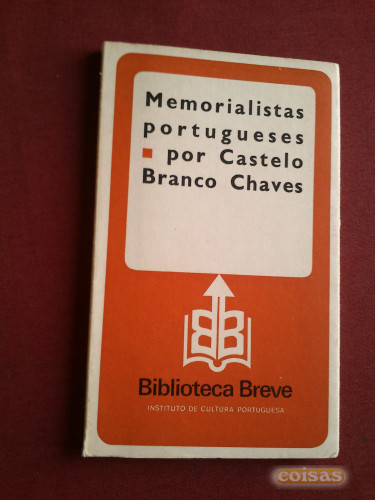 Memorialistas
portugueses
▪ por Castelo
Branco Chaves
BB
Biblioteca Breve
INSTITUTO DE CULTURA PORTUGUESA
coisas